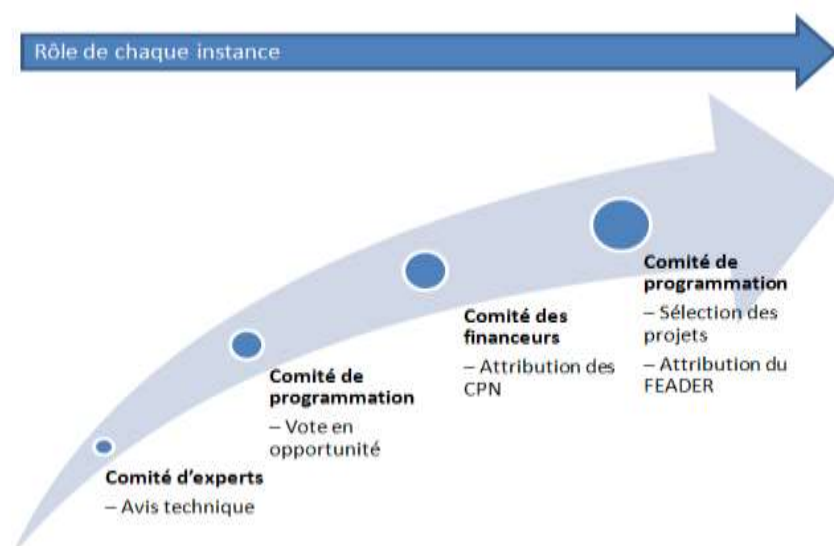 Rôle de chaque instance
Comité d'experts
– Avis technique
Comité de
programmation
– Vote en
opportunité
Comité des
financeurs
– Attribution des
CPN
Comité de
programmation
– Sélection des
projets
– Attribution du
FEADER